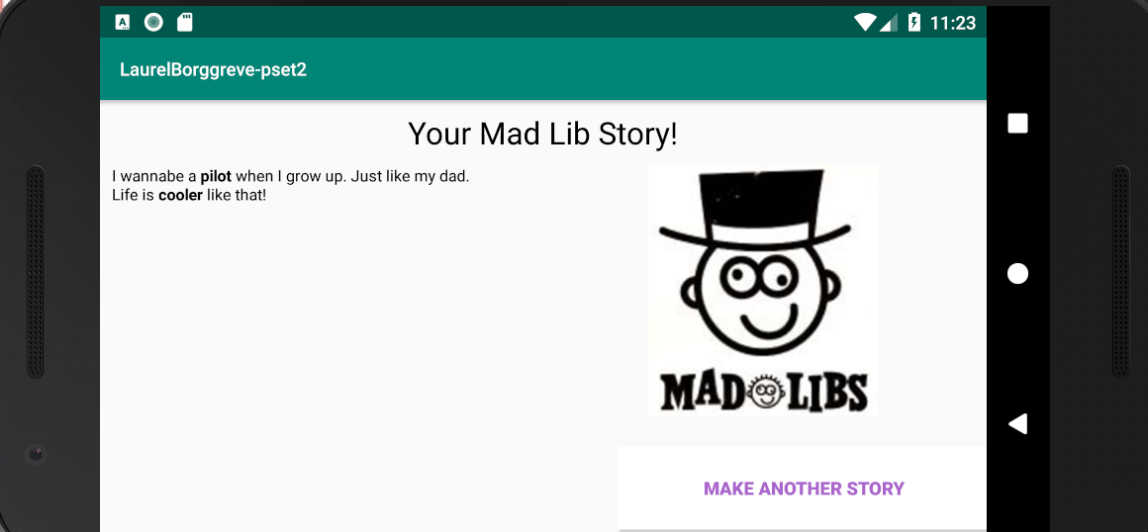 A
11:23
LaurelBorggreve-pset2
Your Mad Lib Story!
I wannabe a pilot when I grow up. Just like my dad.
Life is cooler like that!
MAD LIBS
MAKE ANOTHER STORY